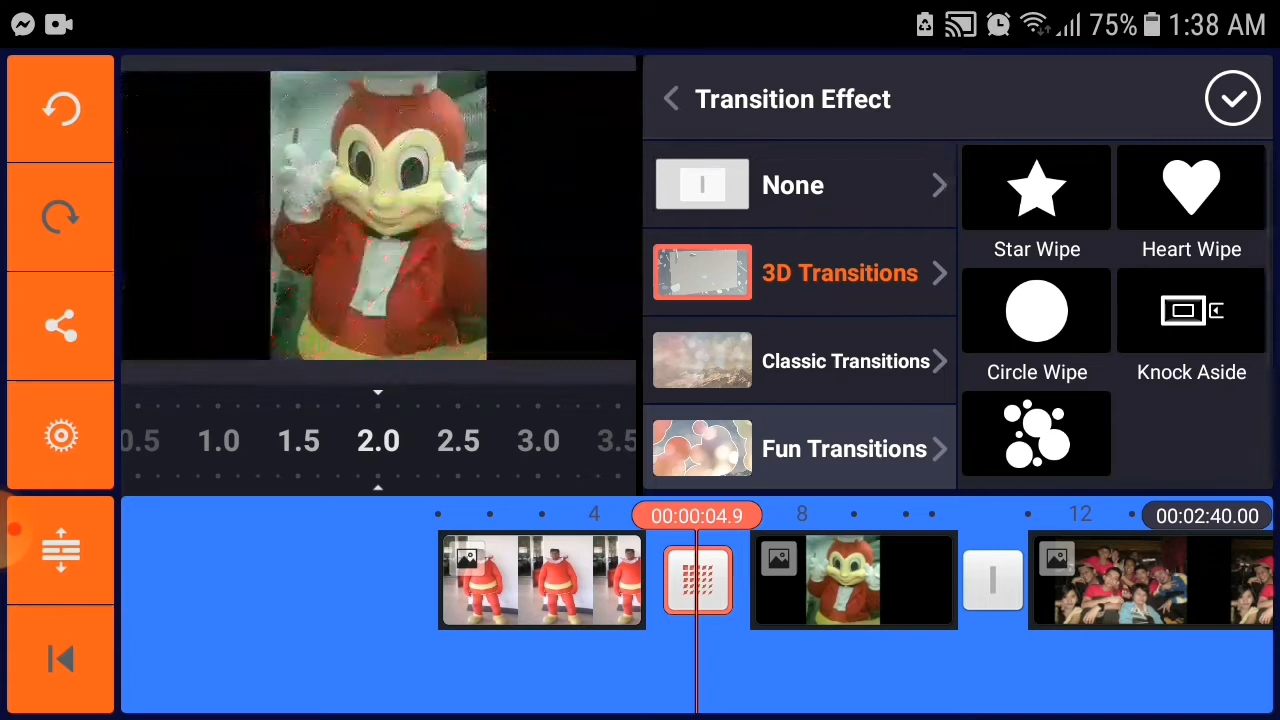 75% 1:38 AM
Transition Effect
None
3D Transitions
Classic Transitions
Fun Transitions
Star Wipe
Heart Wipe
Circle Wipe
Knock Aside
0.5 1.0 1.5 2.0 2.5 3.0 3.5
4 00:00:04.9 8 12 00:02:40.00